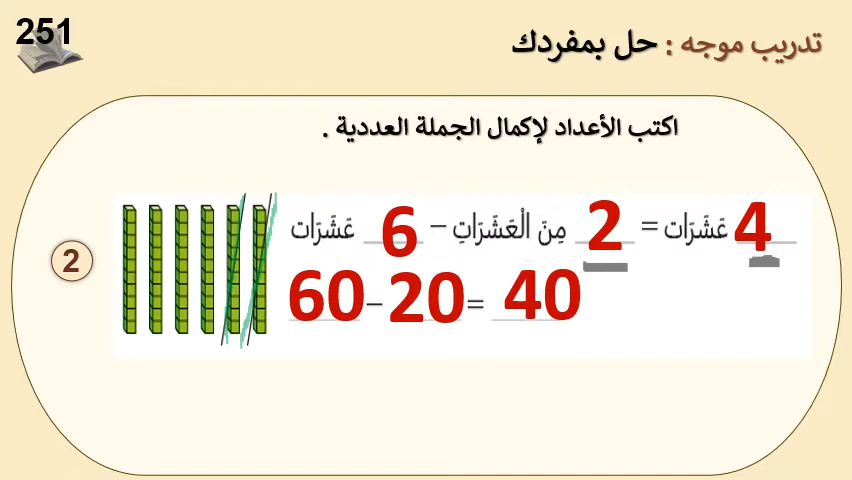 251
تدريب موجه : حل بمفردك
اكتب الأعداد لإكمال الجملة العددية .
2
عَشَرَات 6 – مِنَ الْعَشَرَاتِ 2 = عَشَرَات 4
60 – 20 = 40